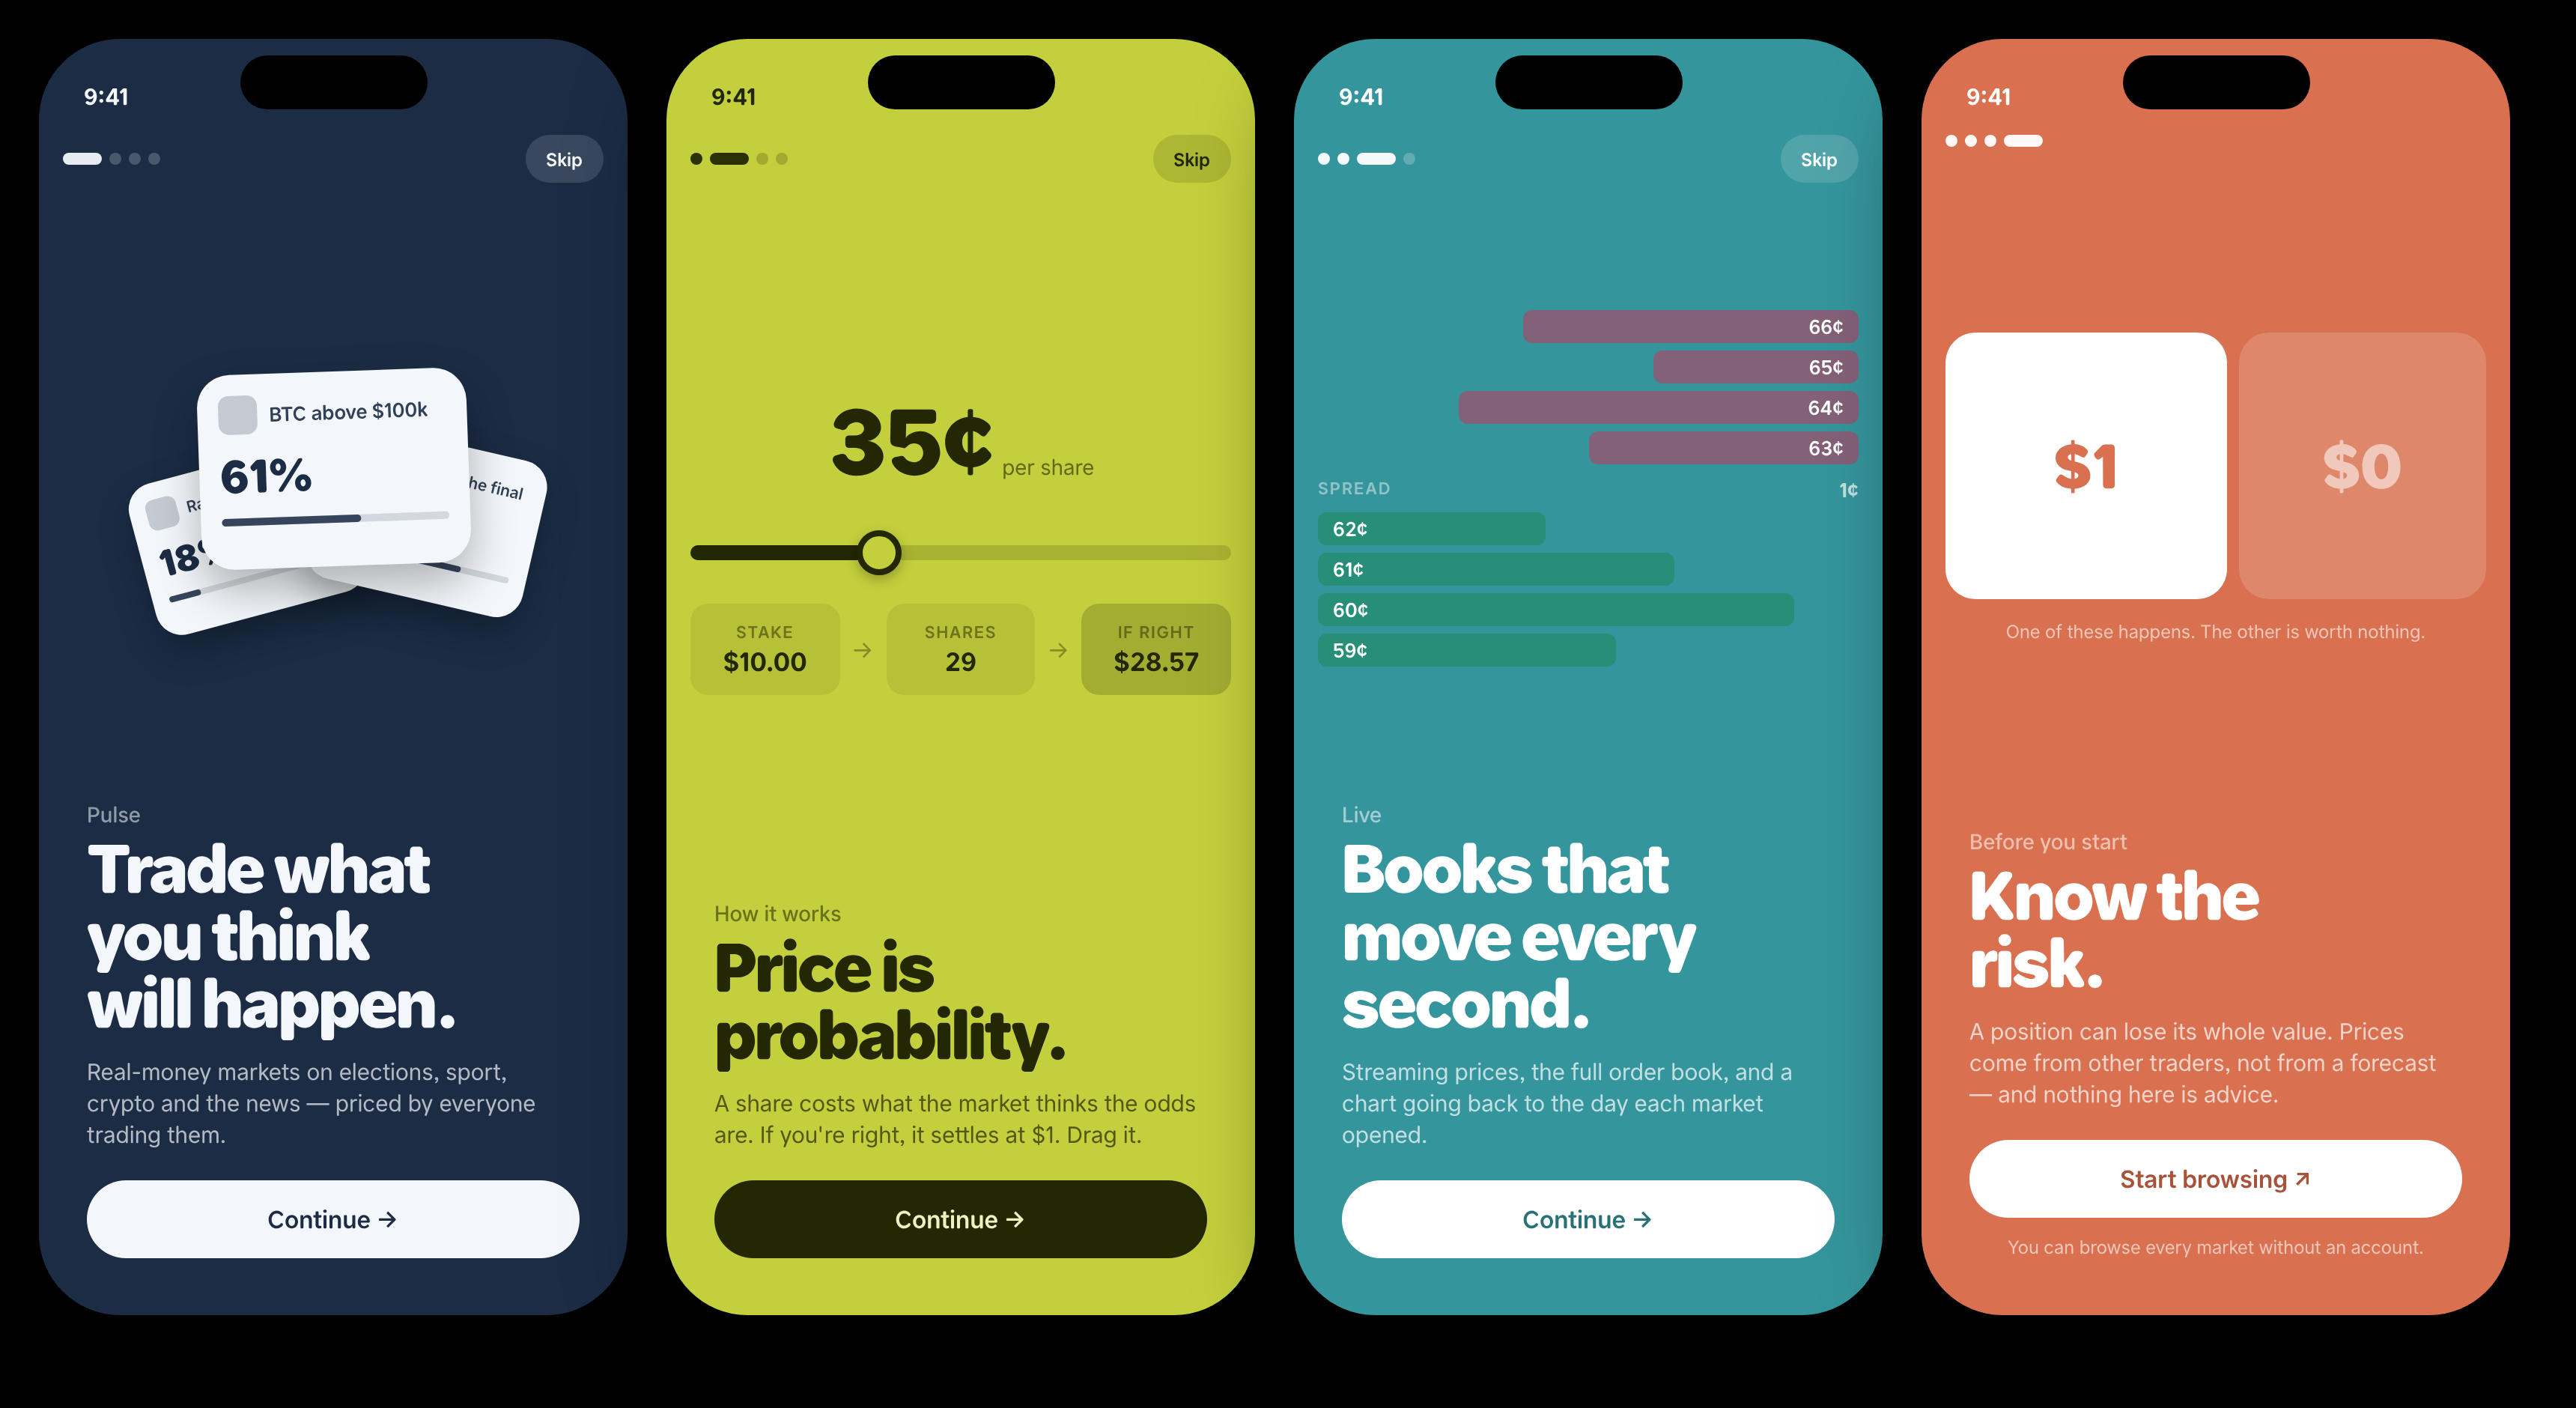 9:41
Skip
BTC above $100k
61%
he final
18%
Pulse
Trade what
you think
will happen.
Real-money markets on elections, sport,
crypto and the news — priced by everyone
trading them.
Continue →
9:41
Skip
35¢ per share
STAKE
$10.00
→
SHARES
29
→
IF RIGHT
$28.57
How it works
Price is
probability.
A share costs what the market thinks the odds
are. If you're right, it settles at $1. Drag it.
Continue →
9:41
Skip
66¢
65¢
64¢
63¢
SPREAD 1¢
62¢
61¢
60¢
59¢
Live
Books that
move every
second.
Streaming prices, the full order book, and a
chart going back to the day each market
opened.
Continue →
9:41
$1
$0
One of these happens. The other is worth nothing.
Before you start
Know the
risk.
A position can lose its whole value. Prices
come from other traders, not from a forecast
— and nothing here is advice.
Start browsing ↗
You can browse every market without an account.